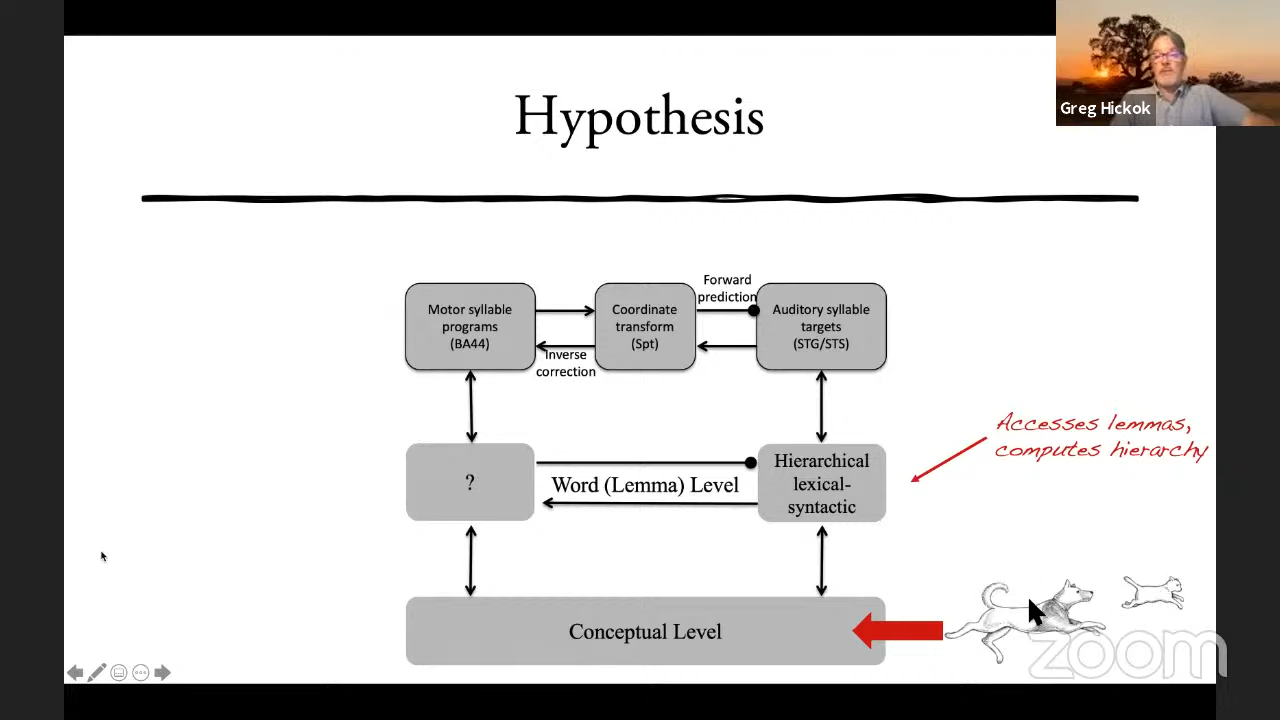 Greg Hickok
Hypothesis
Forward
prediction
Motor syllable
programs
(BA44)
Coordinate
transform
(Spt)
Auditory syllable
targets
(STG/STS)
Inverse
correction
Accesses lemmas,
computes hierarchy
?
Word (Lemma) Level
Hierarchical
lexical-
syntactic
Conceptual Level
zoom